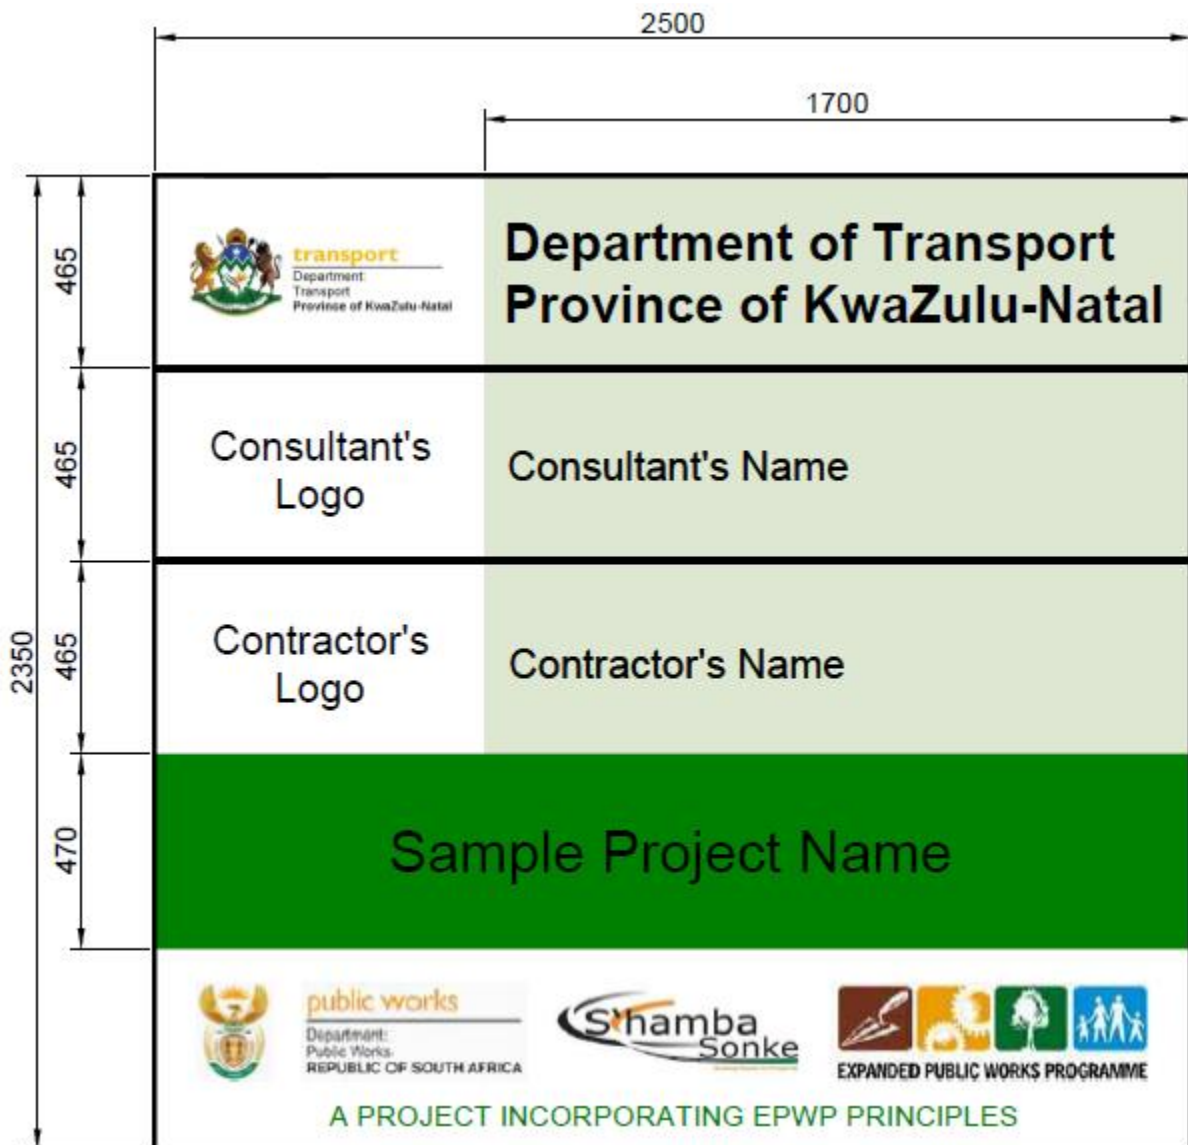 2500
1700
465
transport
Department
Transport
Province of KwaZulu-Natal
Department of Transport
Province of KwaZulu-Natal
465
Consultant's
Logo
Consultant's Name
2350
465
Contractor's
Logo
Contractor's Name
470
Sample Project Name
public works
Department:
Public Works
REPUBLIC OF SOUTH AFRICA
S'hamba
Sonke
EXPANDED PUBLIC WORKS PROGRAMME
A PROJECT INCORPORATING EPWP PRINCIPLES